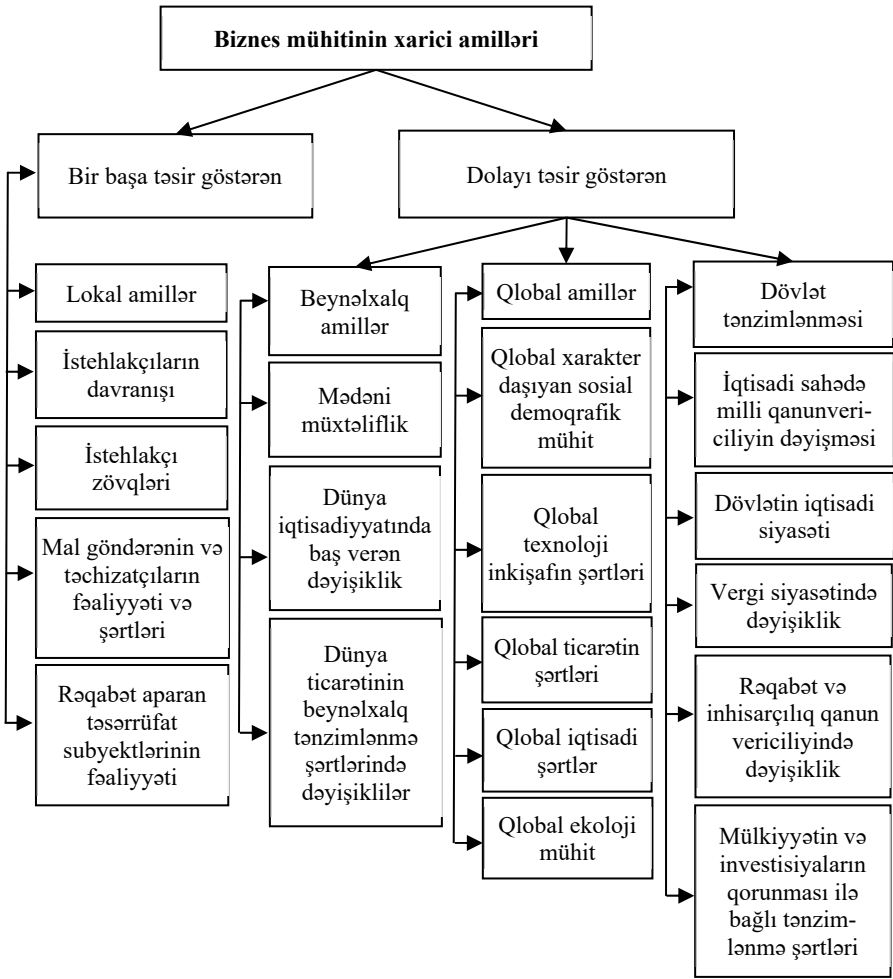 Biznes mühitinin xarici amilləri
Bir başa təsir göstərən
Dolayı təsir göstərən
Lokal amillər
İstehlakçıların
davranışı
İstehlakçı
zövqləri
Mal göndərənin və
təchizatçıların
fəaliyyəti və
şərtləri
Rəqabət aparan
təsərrüfat
subyektlərinin
fəaliyyəti
Beynəlxalq
amillər
Mədəni
müxtəliflik
Dünya
iqtisadiyyatında
baş verən
dəyişiklik
Dünya
ticarətinin
beynəlxalq
tənzimlənmə
şərtlərində
dəyişiklilər
Qlobal amillər
Qlobal xarakter
daşıyan sosial
demoqrafik
mühit
Qlobal
texnoloji
inkişafın şərtləri
Qlobal ticarətin
şərtləri
Qlobal iqtisadi
şərtlər
Qlobal ekoloji
mühit
Dövlət
tənzimlənməsi
İqtisadi sahədə
milli qanunveri-
ciliyin dəyişməsi
Dövlətin iqtisadi
siyasəti
Vergi siyasətində
dəyişiklik
Rəqabət və
inhisarçılıq qanun
vericiliyində
dəyişiklik
Mülkiyyətin və
investisiyaların
qorunması ilə
bağlı tənzim-
lənmə şərtləri